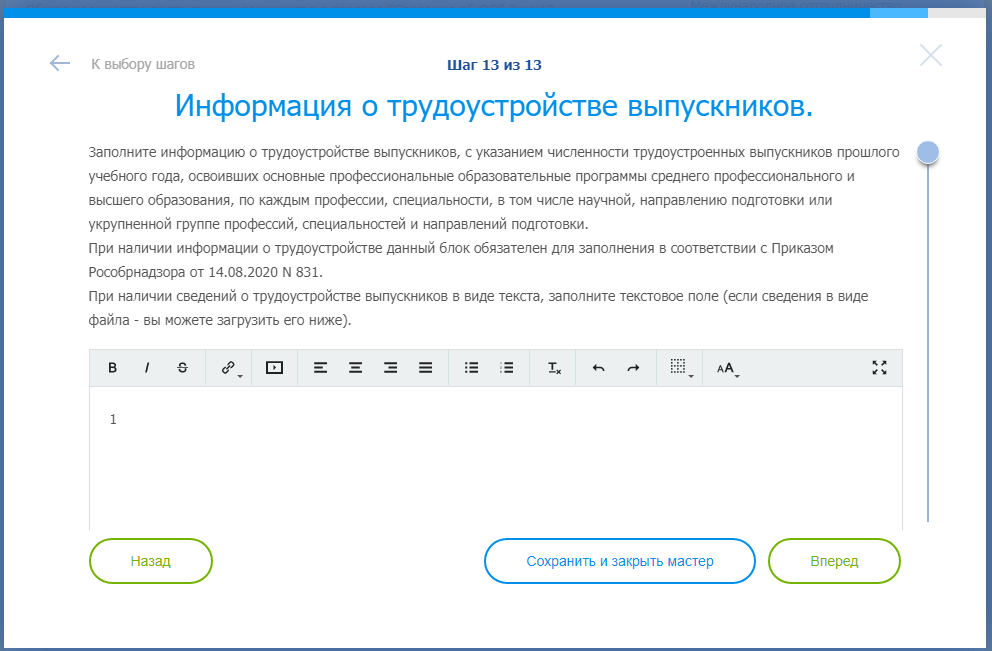 К выбору шагов
Шаг 13 из 13
Информация о трудоустройстве выпускников.
Заполните информацию о трудоустройстве выпускников, с указанием численности трудоустроенных выпускников прошлого
учебного года, освоивших основные профессиональные образовательные программы среднего профессионального и
высшего образования, по каждым профессии, специальности, в том числе научной, направлению подготовки или
укрупненной группе профессий, специальностей и направлений подготовки.
При наличии информации о трудоустройстве данный блок обязателен для заполнения в соответствии с Приказом
Рособрнадзора от 14.08.2020 N 831.
При наличии сведений о трудоустройстве выпускников в виде текста, заполните текстовое поле (если сведения в виде
файла - вы можете загрузить его ниже).
B I S AA
1
Назад Сохранить и закрыть мастер Вперед